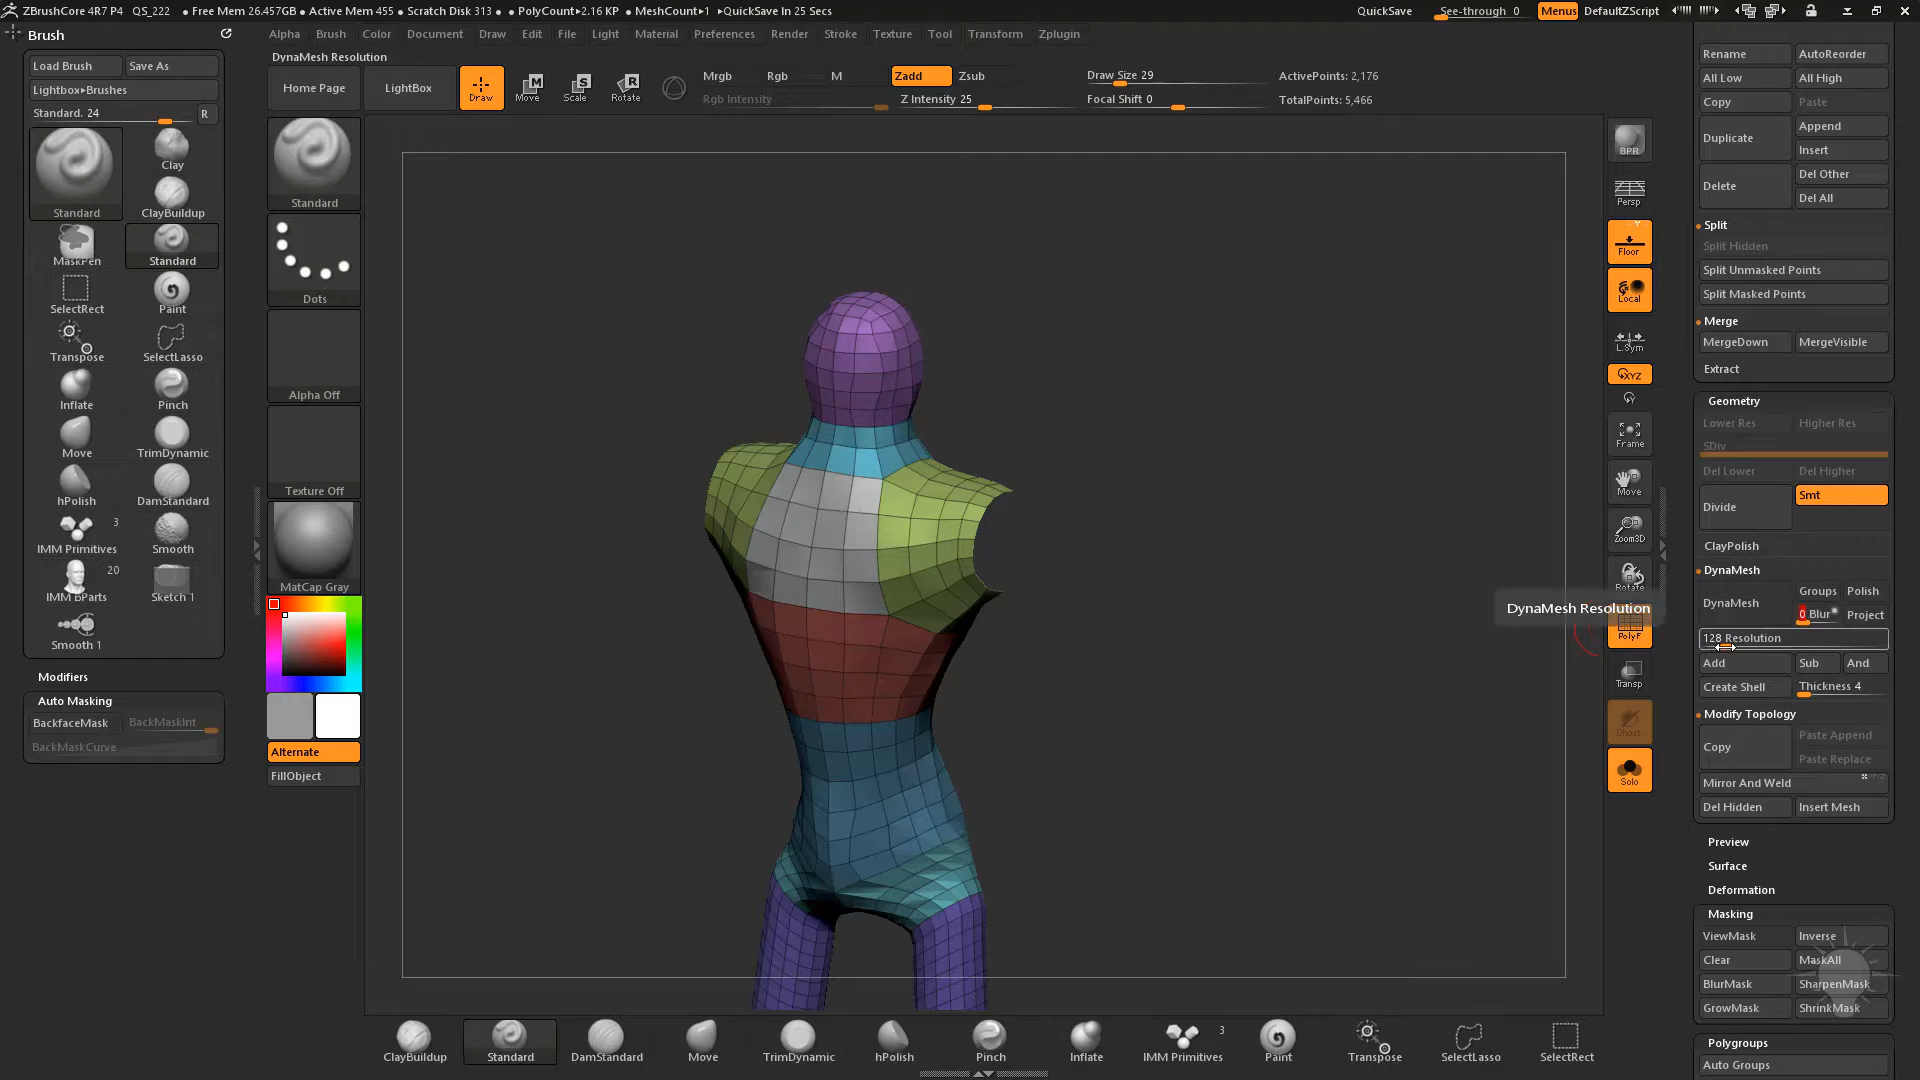 ZBrushCore 4R7 P4 QS_222 • Free Mem 26.457GB • Active Mem 455 • Scratch Disk 313 • PolyCount▸2.16 KP • MeshCount▸1 ▸QuickSave In 25 Secs QuickSave See-through 0 Menus DefaultZScript
Brush
Alpha Brush Color Document Draw Edit File Light Material Preferences Render Stroke Texture Tool Transform Zplugin
DynaMesh Resolution
Load Brush Save As
Lightbox▸Brushes
Standard. 24 R
Standard
Clay
ClayBuildup
MaskPen
Standard
SelectRect
Paint
Transpose
SelectLasso
Inflate
Pinch
Move
TrimDynamic
hPolish
DamStandard
3
IMM Primitives
Smooth
20
IMM BParts
Sketch 1
Smooth 1
Modifiers
Auto Masking
BackfaceMask BackMaskInt
BackMaskCurve
Home Page
LightBox
Draw
Move
Scale
Rotate
Mrgb Rgb M Zadd Zsub
Rgb Intensity Z Intensity 25
Draw Size 29
Focal Shift 0
ActivePoints: 2,176
TotalPoints: 5,466
Standard
Dots
Alpha Off
Texture Off
MatCap Gray
Alternate
FillObject
BPR
Persp
Floor
Local
L.Sym
XYZ
Y
Frame
Move
Zoom3D
Rotate
DynaMesh Resolution
PolyF
Transp
Ghost
Solo
Rename AutoReorder
All Low All High
Copy Paste
Duplicate Append
Insert
Delete Del Other
Del All
Split
Split Hidden
Split Unmasked Points
Split Masked Points
Merge
MergeDown MergeVisible
Extract
Geometry
Lower Res Higher Res
SDiv
Del Lower Del Higher
Divide Smt
ClayPolish
DynaMesh
DynaMesh Groups Polish
0 Blur Project
128 Resolution
Add Sub And
Create Shell Thickness 4
Modify Topology
Copy Paste Append
Paste Replace
Mirror And Weld
Del Hidden Insert Mesh
Preview
Surface
Deformation
Masking
ViewMask Inverse
Clear MaskAll
BlurMask SharpenMask
GrowMask ShrinkMask
Polygroups
Auto Groups
ClayBuildup Standard DamStandard Move TrimDynamic hPolish Pinch Inflate IMM Primitives 3 Paint Transpose SelectLasso SelectRect